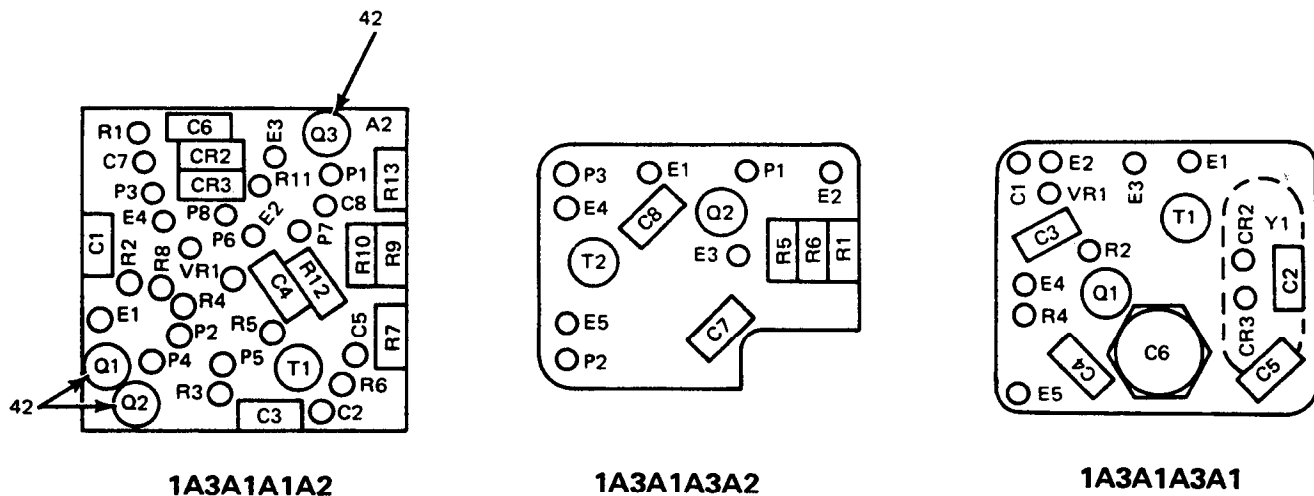 42
R1
C6
E3
Q3
A2
C7
CR2
CR3
R11
P1
R13
P3
E4
P8
E2
C8
C1
R2
R8
P6
P7
R10
R9
VR1
C4
R12
R4
E1
P2
R5
C5
R7
Q1
P4
P5
T1
R6
42
Q2
R3
C3
C2
1A3A1A1A2
P3
E1
P1
E2
E4
C8
Q2
T2
E3
R5
R6
R1
E5
C7
P2
1A3A1A3A2
C1
E2
E3
E1
VR1
C3
T1
CR2
Y1
R2
E4
Q1
C2
R4
CR3
C4
C6
C5
E5
1A3A1A3A1